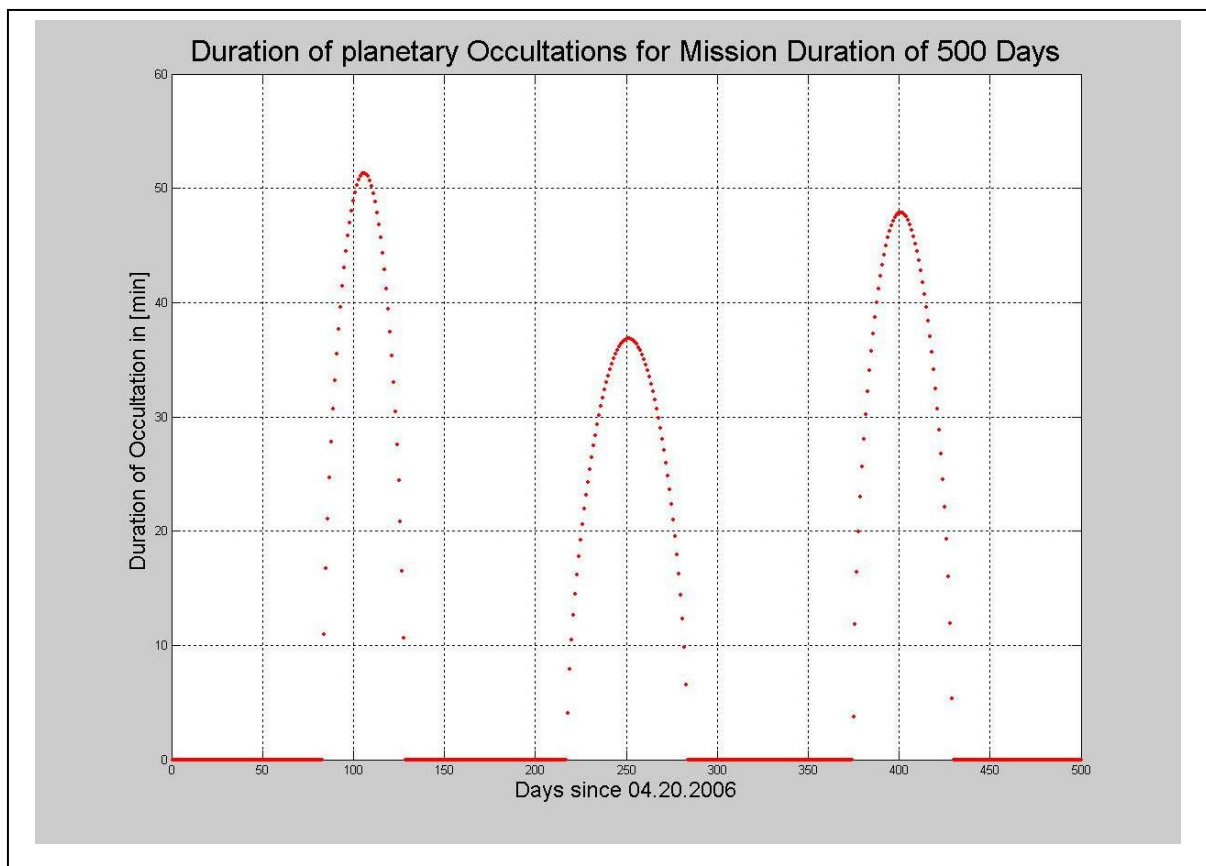 Duration of planetary Occultations for Mission Duration of 500 Days
60
50
40
30
20
10
0
Duration of Occultation in [min]
0 50 100 150 200 250 300 350 400 450 500
Days since 04.20.2006